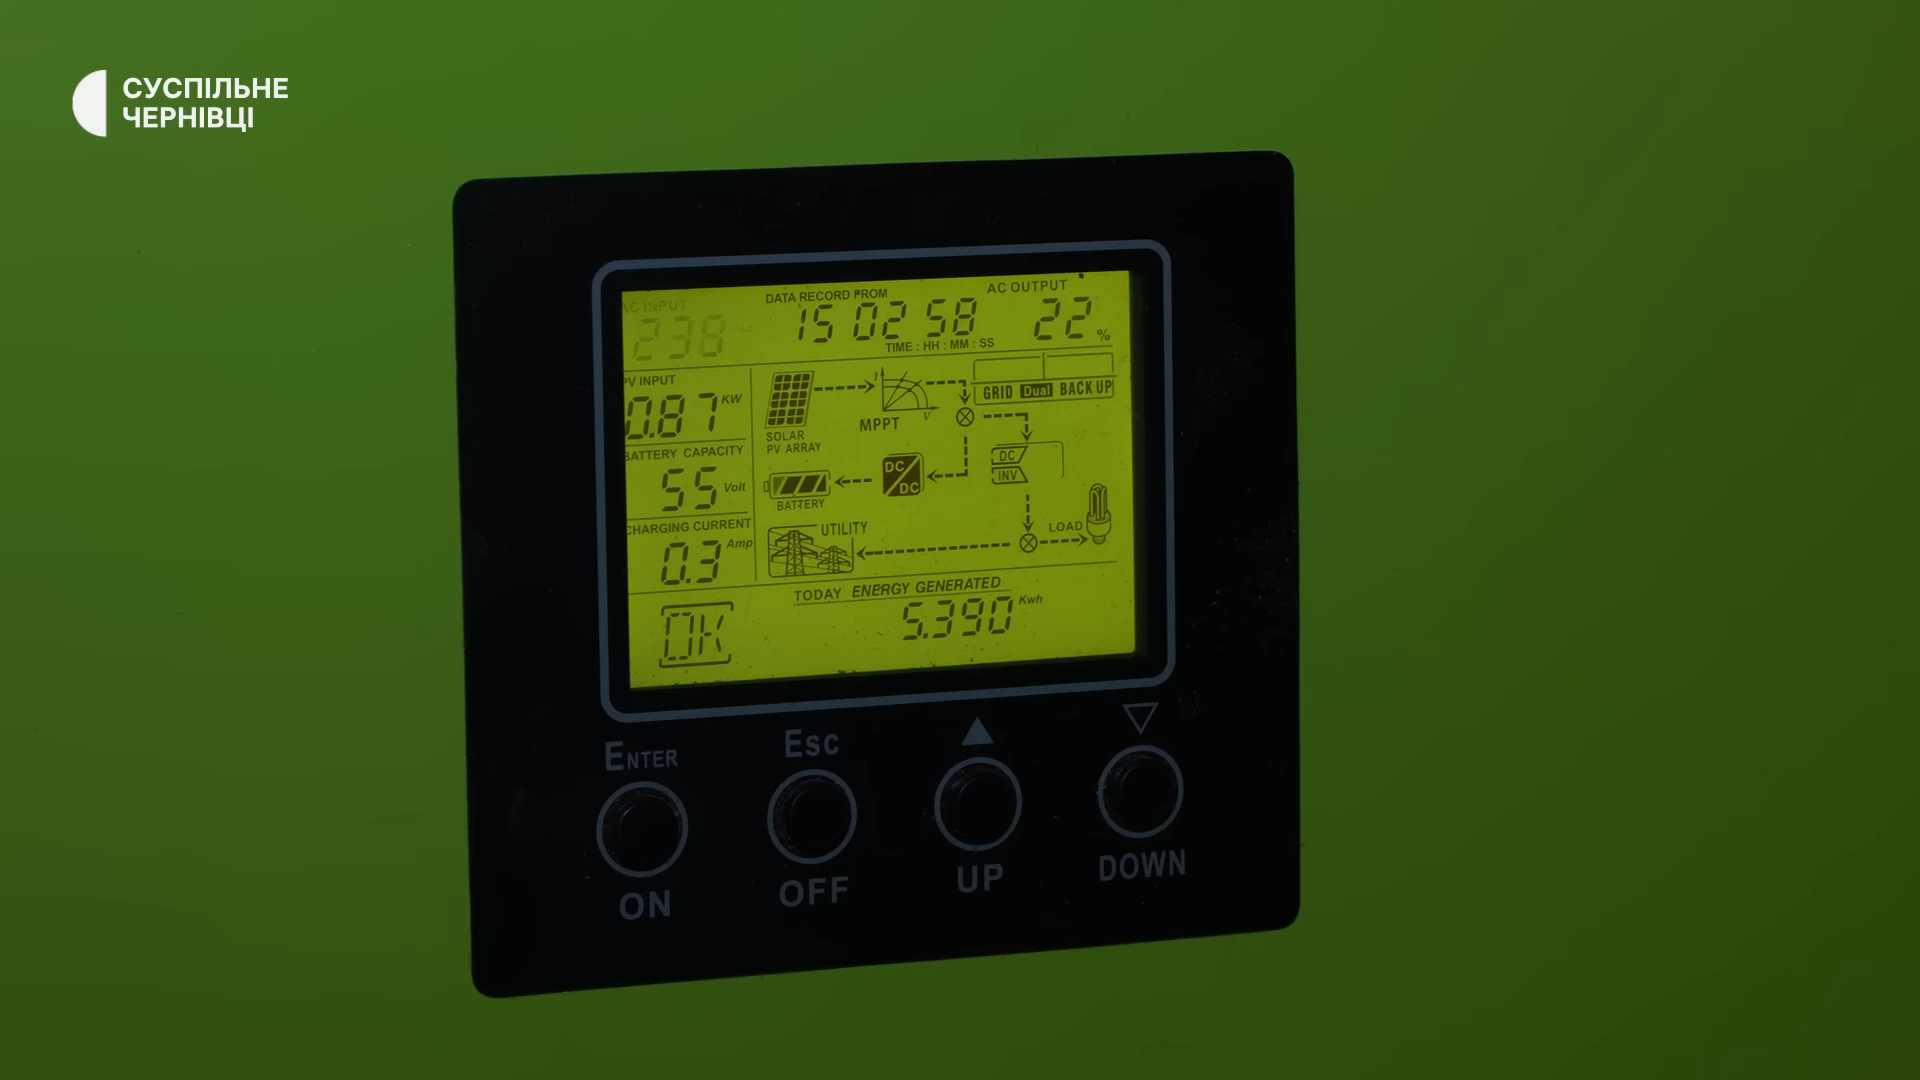 СУСПІЛЬНЕ
ЧЕРНІВЦІ
AC INPUT
238 Vac
DATA RECORD FROM
15 02 58
TIME : HH : MM : SS
AC OUTPUT
22 %
PV INPUT
0.87 KW
BATTERY CAPACITY
55 Volt
CHARGING CURRENT
0.3 Amp
OK
SOLAR
PV ARRAY
I
V
MPPT
GRID Dual BACK UP
DC
INV
DC
DC
BATTERY
UTILITY
LOAD
TODAY ENERGY GENERATED
5.390 Kwh
ENTER
Esc
ON
OFF
UP
DOWN